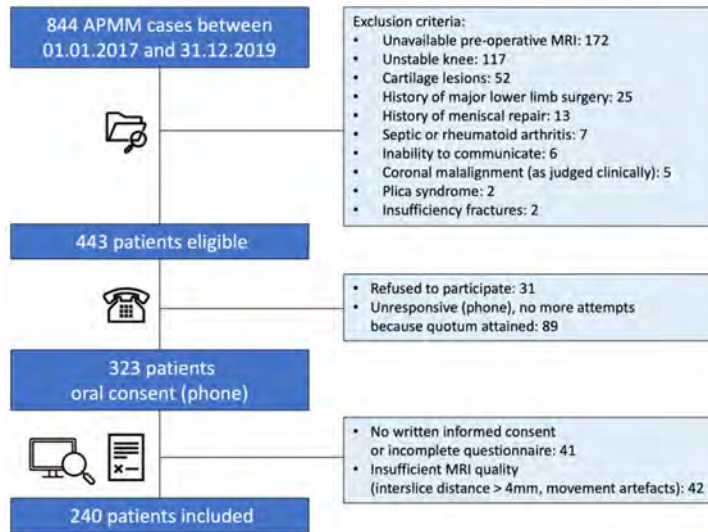 844 APMM cases between
01.01.2017 and 31.12.2019
Exclusion criteria:
• Unavailable pre-operative MRI: 172
• Unstable knee: 117
• Cartilage lesions: 52
• History of major lower limb surgery: 25
• History of meniscal repair: 13
• Septic or rheumatoid arthritis: 7
• Inability to communicate: 6
• Coronal malalignment (as judged clinically): 5
• Plica syndrome: 2
• Insufficiency fractures: 2
443 patients eligible
• Refused to participate: 31
• Unresponsive (phone), no more attempts
because quotum attained: 89
323 patients
oral consent (phone)
• No written informed consent
or incomplete questionnaire: 41
• Insufficient MRI quality
(interslice distance > 4mm, movement artefacts): 42
240 patients included